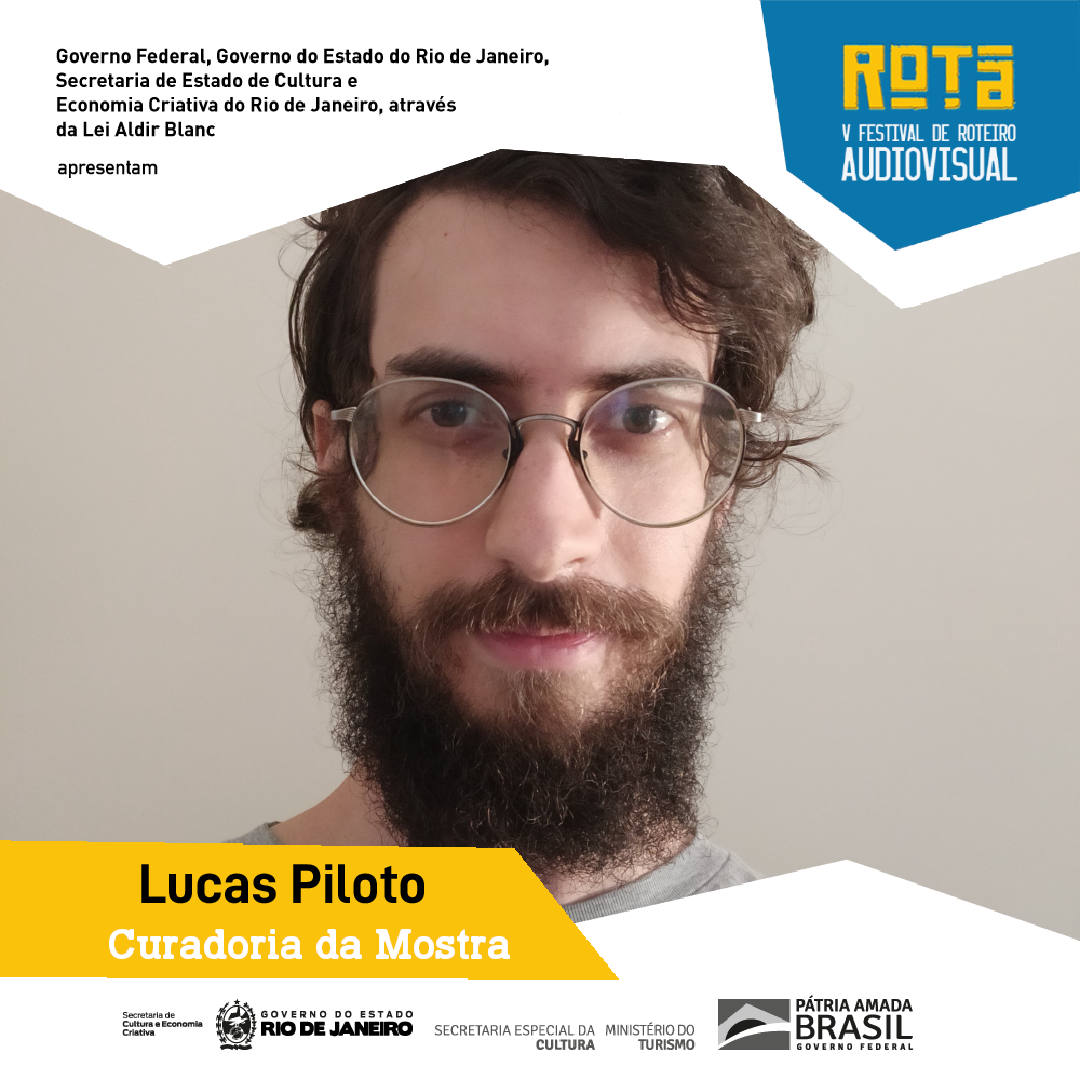 Governo Federal, Governo do Estado do Rio de Janeiro,
Secretaria de Estado de Cultura e
Economia Criativa do Rio de Janeiro, através
da Lei Aldir Blanc
apresentam
ROTA
V FESTIVAL DE ROTEIRO
AUDIOVISUAL
Lucas Piloto
Curadoria da Mostra
Secretaria de
Cultura e Economia
Criativa
GOVERNO DO ESTADO
RIO DE JANEIRO
SECRETARIA ESPECIAL DA
CULTURA
MINISTÉRIO DO
TURISMO
PÁTRIA AMADA
BRASIL
GOVERNO FEDERAL